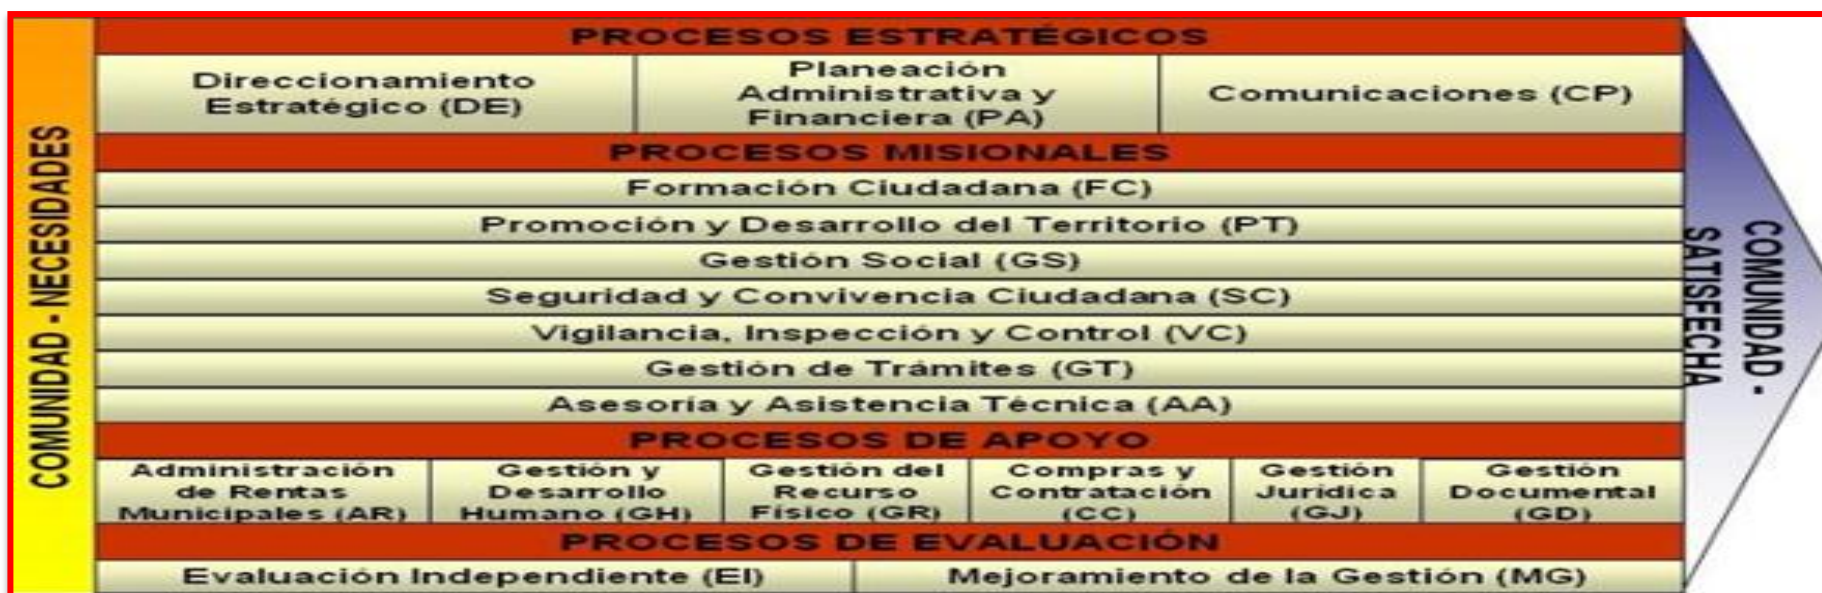 COMUNIDAD - NECESIDADES
PROCESOS ESTRATÉGICOS
Direccionamiento
Estratégico (DE)
Planeación
Administrativa y
Financiera (PA)
Comunicaciones (CP)
PROCESOS MISIONALES
Formación Ciudadana (FC)
Promoción y Desarrollo del Territorio (PT)
Gestión Social (GS)
Seguridad y Convivencia Ciudadana (SC)
Vigilancia, Inspección y Control (VC)
Gestión de Trámites (GT)
Asesoría y Asistencia Técnica (AA)
PROCESOS DE APOYO
Administración
de Rentas
Municipales (AR)
Gestión y
Desarrollo
Humano (GH)
Gestión del
Recurso
Físico (GR)
Compras y
Contratación
(CC)
Gestión
Jurídica
(GJ)
Gestión
Documental
(GD)
PROCESOS DE EVALUACIÓN
Evaluación Independiente (EI)
Mejoramiento de la Gestión (MG)
COMUNIDAD -
SATISFECHA